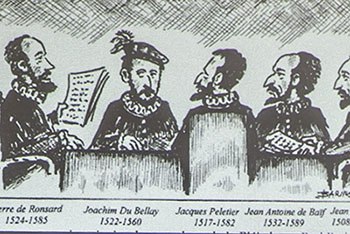 BARING
erre de Ronsard Joachim Du Bellay Jacques Peletier Jean Antoine de Baïf Jean
1524-1585 1522-1560 1517-1582 1532-1589 1508